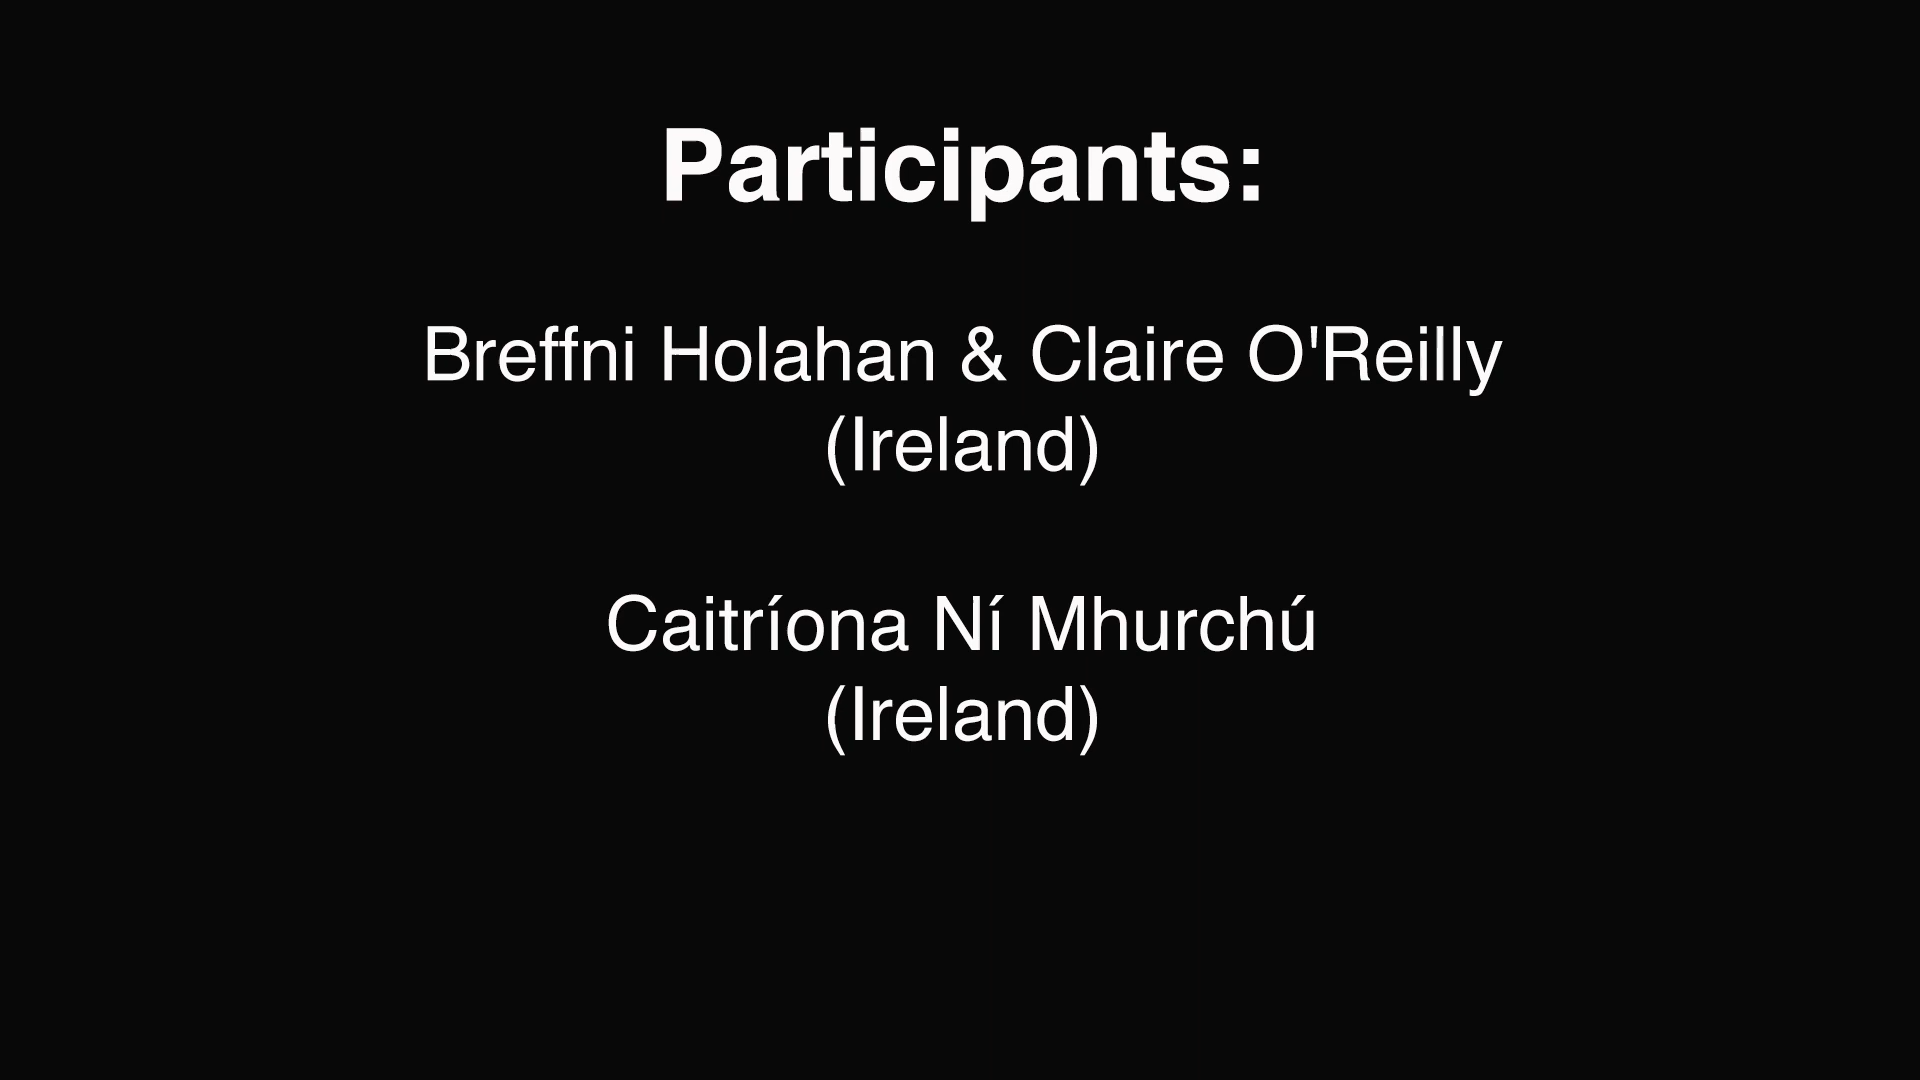 Participants:
Breffni Holahan & Claire O'Reilly
(Ireland)
Caitríona Ní Mhurchú
(Ireland)